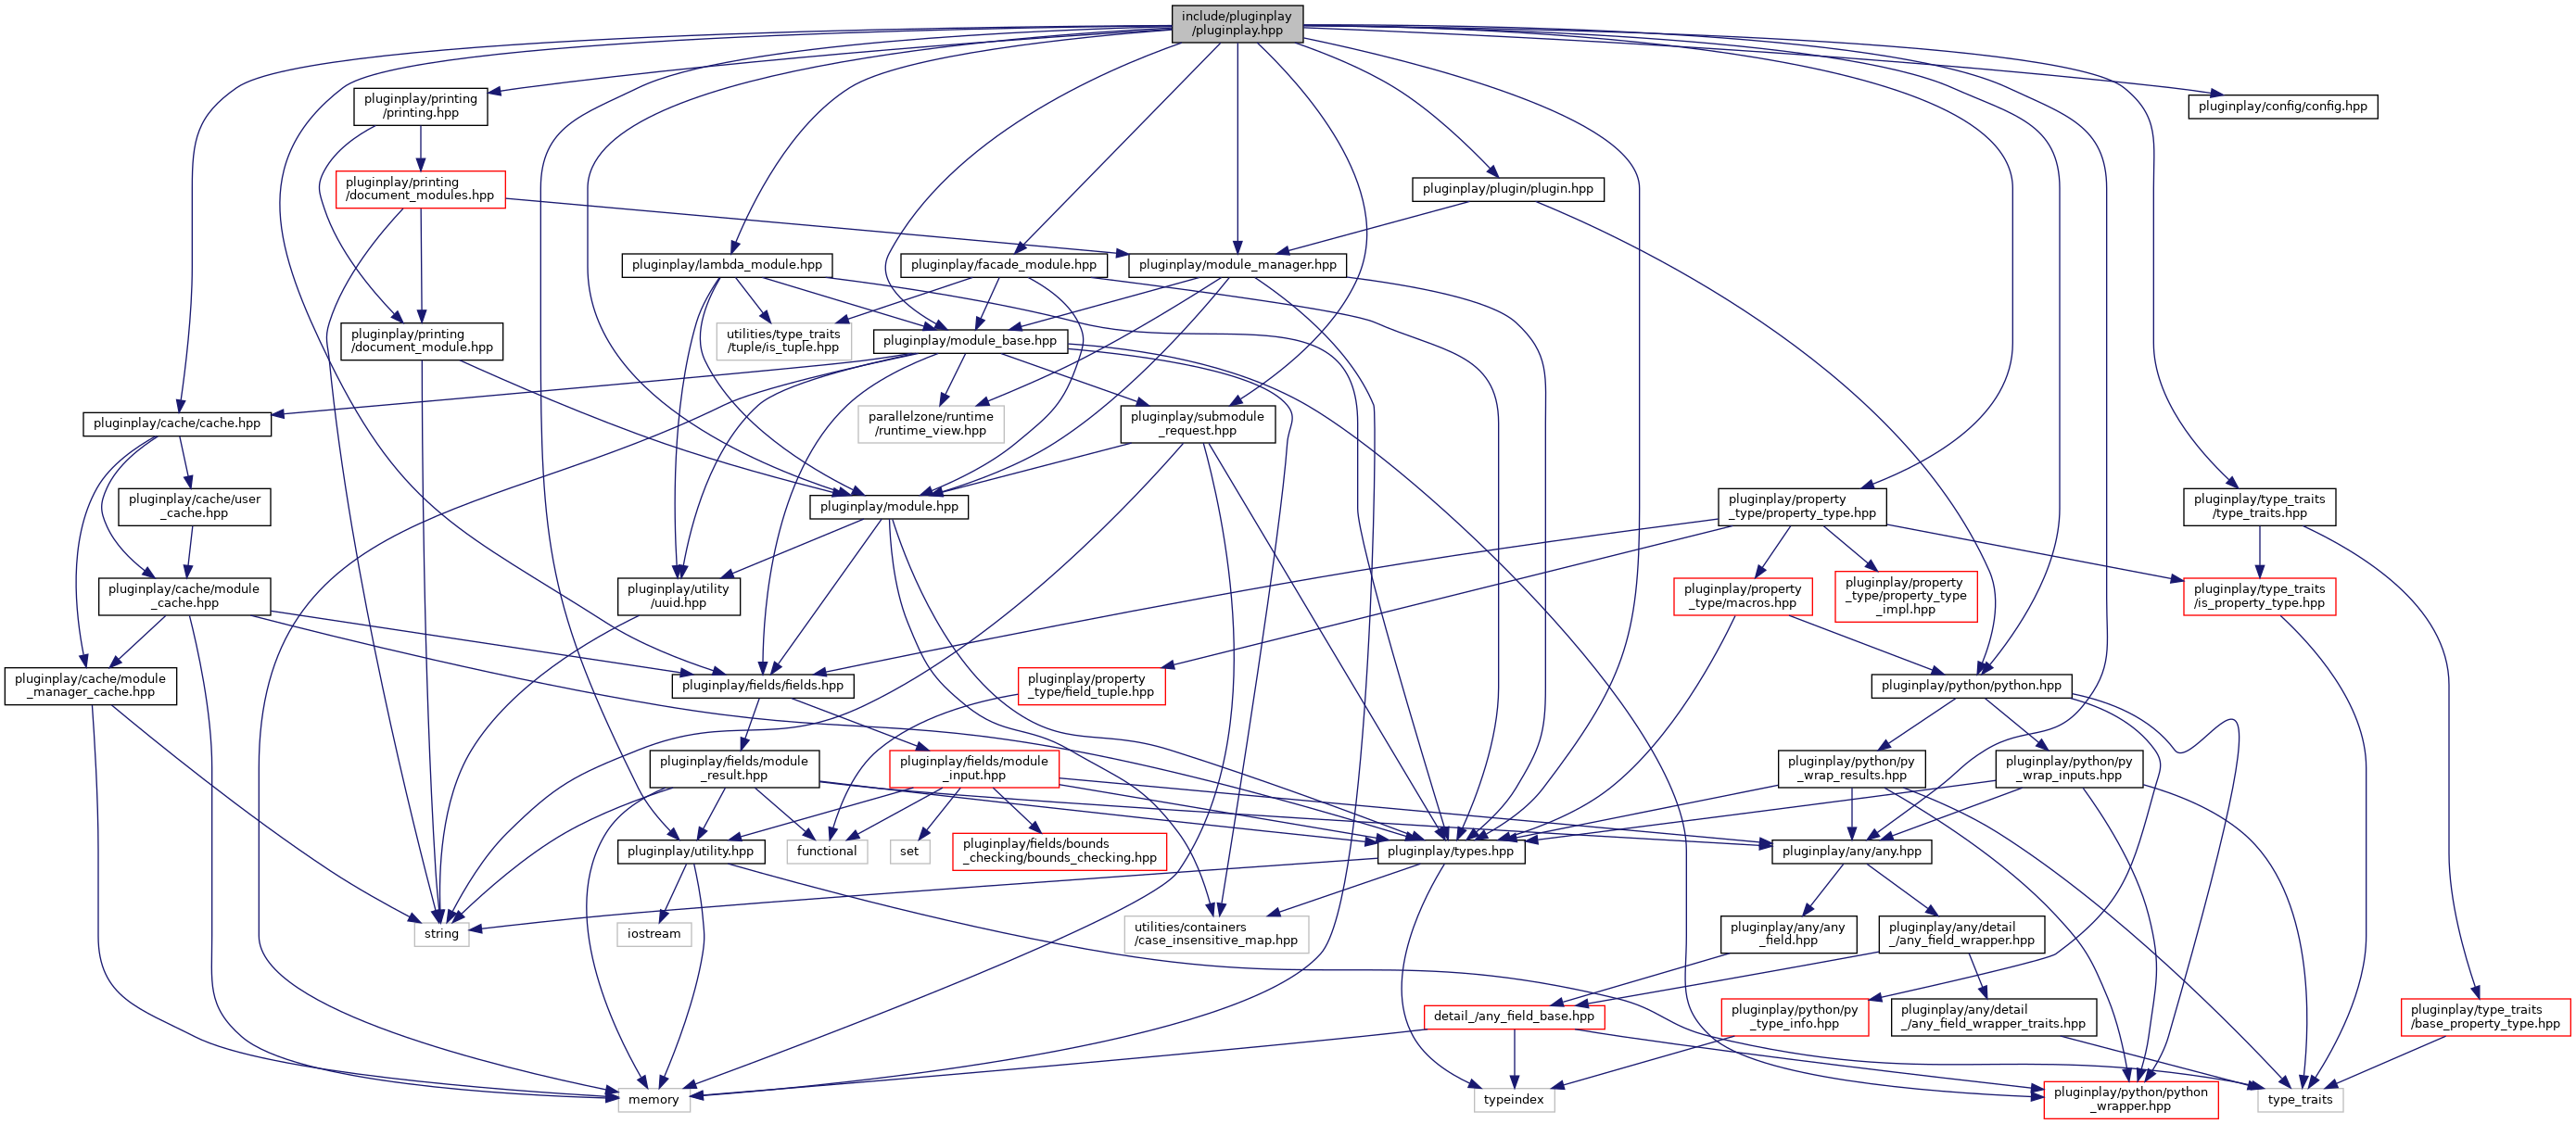 include/pluginplay
/pluginplay.hpp
pluginplay/printing
/printing.hpp
pluginplay/config/config.hpp
pluginplay/printing
/document_modules.hpp
pluginplay/plugin/plugin.hpp
pluginplay/lambda_module.hpp
pluginplay/facade_module.hpp
pluginplay/module_manager.hpp
pluginplay/printing
/document_module.hpp
utilities/type_traits
/tuple/is_tuple.hpp
pluginplay/module_base.hpp
pluginplay/cache/cache.hpp
parallelzone/runtime
/runtime_view.hpp
pluginplay/submodule
_request.hpp
pluginplay/cache/user
_cache.hpp
pluginplay/module.hpp
pluginplay/property
_type/property_type.hpp
pluginplay/type_traits
/type_traits.hpp
pluginplay/cache/module
_cache.hpp
pluginplay/utility
/uuid.hpp
pluginplay/property
_type/macros.hpp
pluginplay/property
_type/property_type
_impl.hpp
pluginplay/type_traits
/is_property_type.hpp
pluginplay/cache/module
_manager_cache.hpp
pluginplay/fields/fields.hpp
pluginplay/property
_type/field_tuple.hpp
pluginplay/python/python.hpp
pluginplay/fields/module
_result.hpp
pluginplay/fields/module
_input.hpp
pluginplay/python/py
_wrap_results.hpp
pluginplay/python/py
_wrap_inputs.hpp
pluginplay/utility.hpp
functional
set
pluginplay/fields/bounds
_checking/bounds_checking.hpp
pluginplay/types.hpp
pluginplay/any/any.hpp
string
iostream
utilities/containers
/case_insensitive_map.hpp
pluginplay/any/any
_field.hpp
pluginplay/any/detail
_/any_field_wrapper.hpp
detail_/any_field_base.hpp
pluginplay/python/py
_type_info.hpp
pluginplay/any/detail
_/any_field_wrapper_traits.hpp
pluginplay/type_traits
/base_property_type.hpp
memory
typeindex
pluginplay/python/python
_wrapper.hpp
type_traits